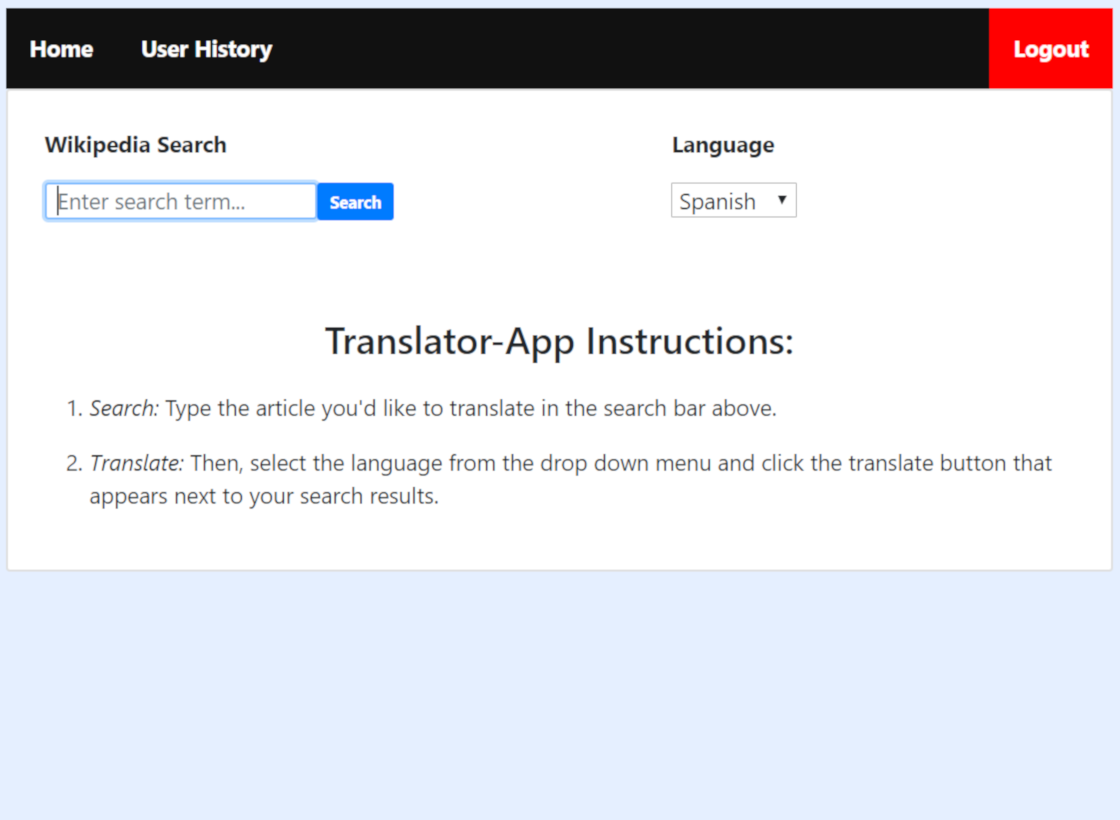 Home User History Logout
Wikipedia Search Language
Enter search term... Search Spanish
Translator-App Instructions:
1. Search: Type the article you'd like to translate in the search bar above.
2. Translate: Then, select the language from the drop down menu and click the translate button that
appears next to your search results.